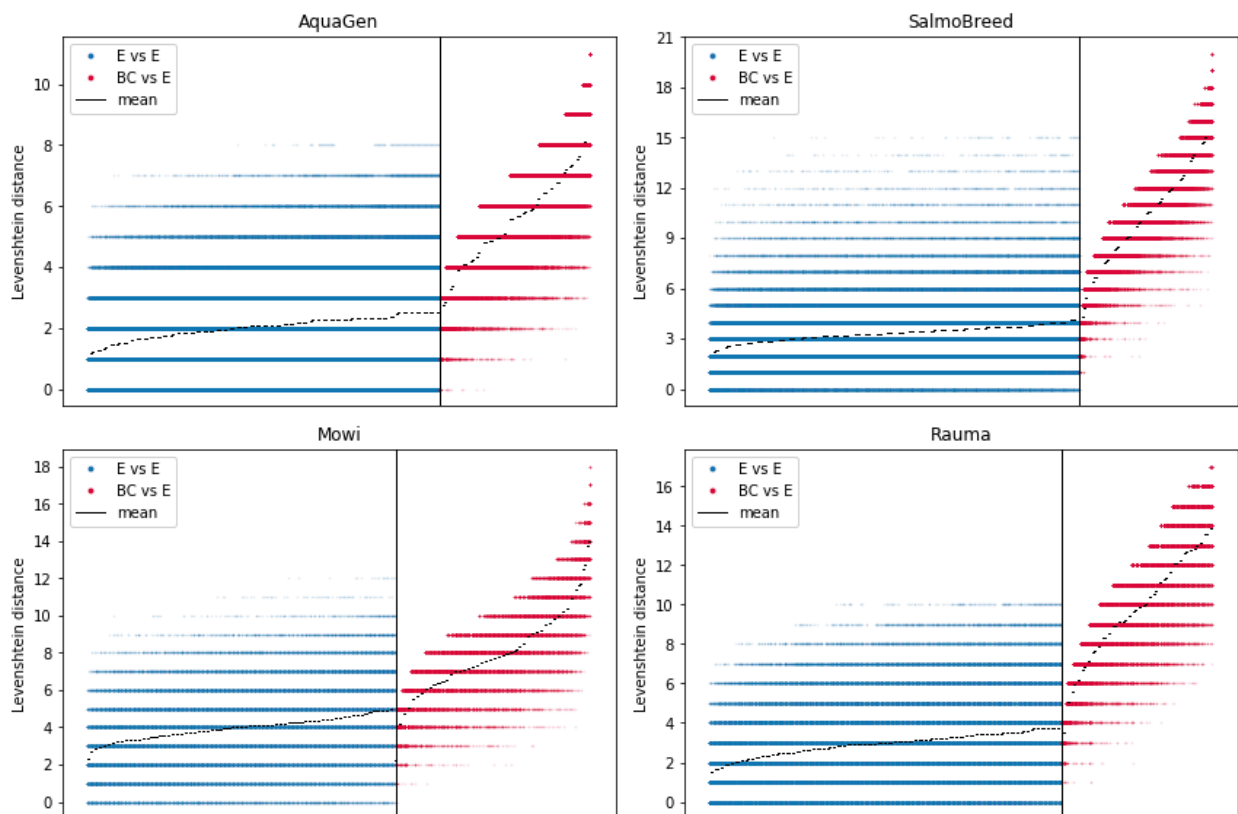 AquaGen
E vs E
BC vs E
mean
Levenshtein distance
10
8
6
4
2
0
SalmoBreed
E vs E
BC vs E
mean
Levenshtein distance
21
18
15
12
9
6
3
0
Mowi
E vs E
BC vs E
mean
Levenshtein distance
18
16
14
12
10
8
6
4
2
0
Rauma
E vs E
BC vs E
mean
Levenshtein distance
16
14
12
10
8
6
4
2
0